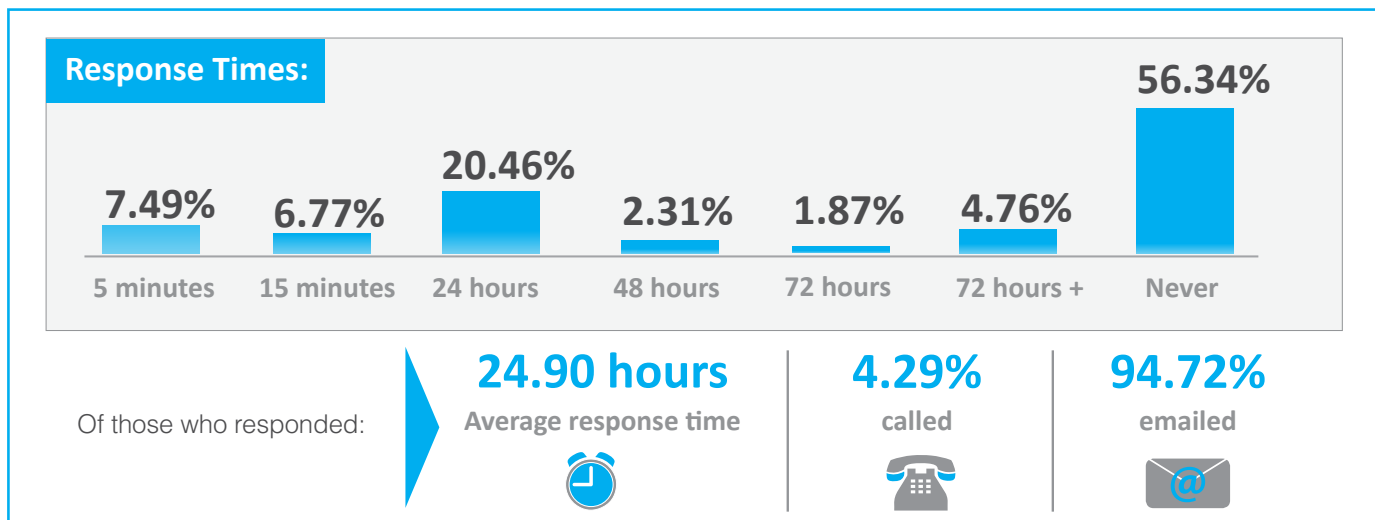 Response Times:
7.49% 6.77% 20.46% 2.31% 1.87% 4.76% 56.34%
5 minutes 15 minutes 24 hours 48 hours 72 hours 72 hours + Never
Of those who responded:
24.90 hours
Average response time
4.29%
called
94.72%
emailed
@